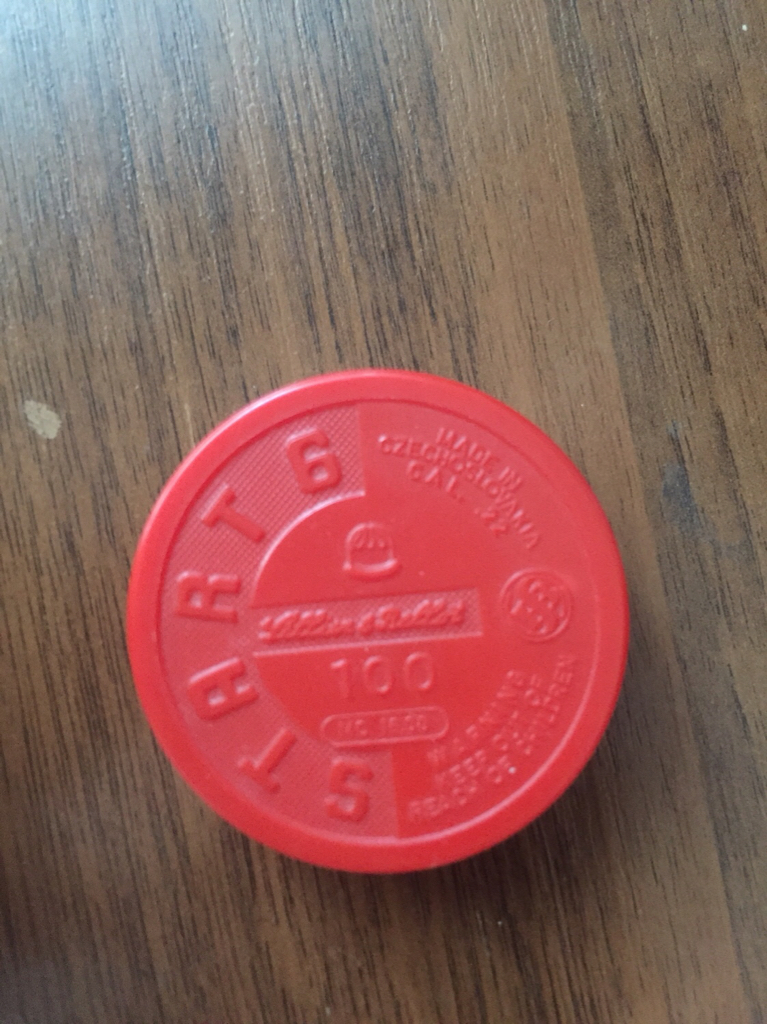 START 6
MADE IN
CZECHOSLOVAKIA
CAL. .22
Sellier & Bellot
100
WARNING
KEEP OUT OF
REACH OF CHILDREN